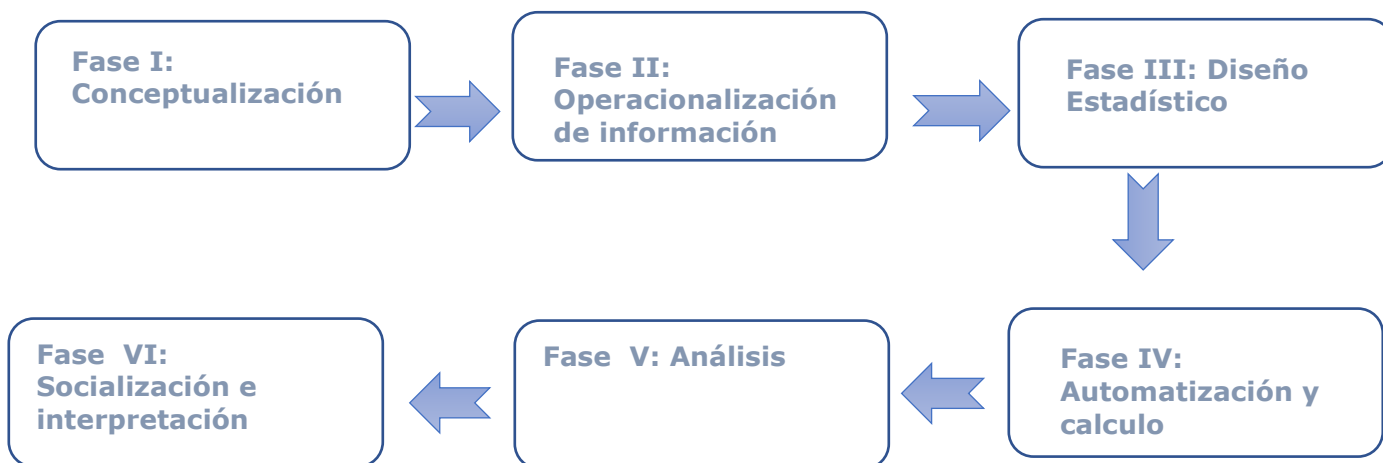 Fase I:
Conceptualización
Fase II:
Operacionalización
de información
Fase III: Diseño
Estadístico
Fase IV:
Automatización y
calculo
Fase  V: Análisis
Fase  VI:
Socialización e
interpretación